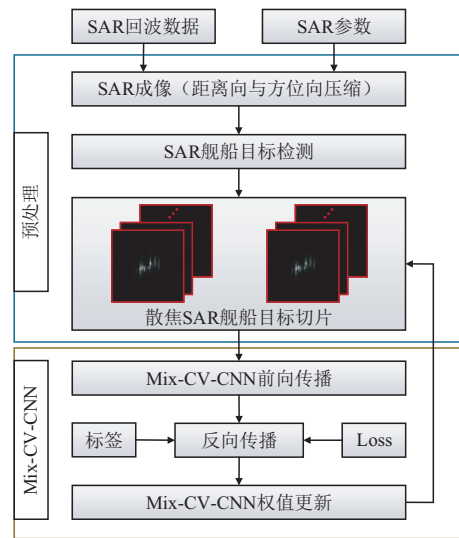 SAR回波数据
SAR参数
SAR成像（距离向与方位向压缩）
SAR舰船目标检测
预处理
散焦SAR舰船目标切片
Mix-CV-CNN前向传播
Mix-CV-CNN
标签
反向传播
Loss
Mix-CV-CNN权值更新